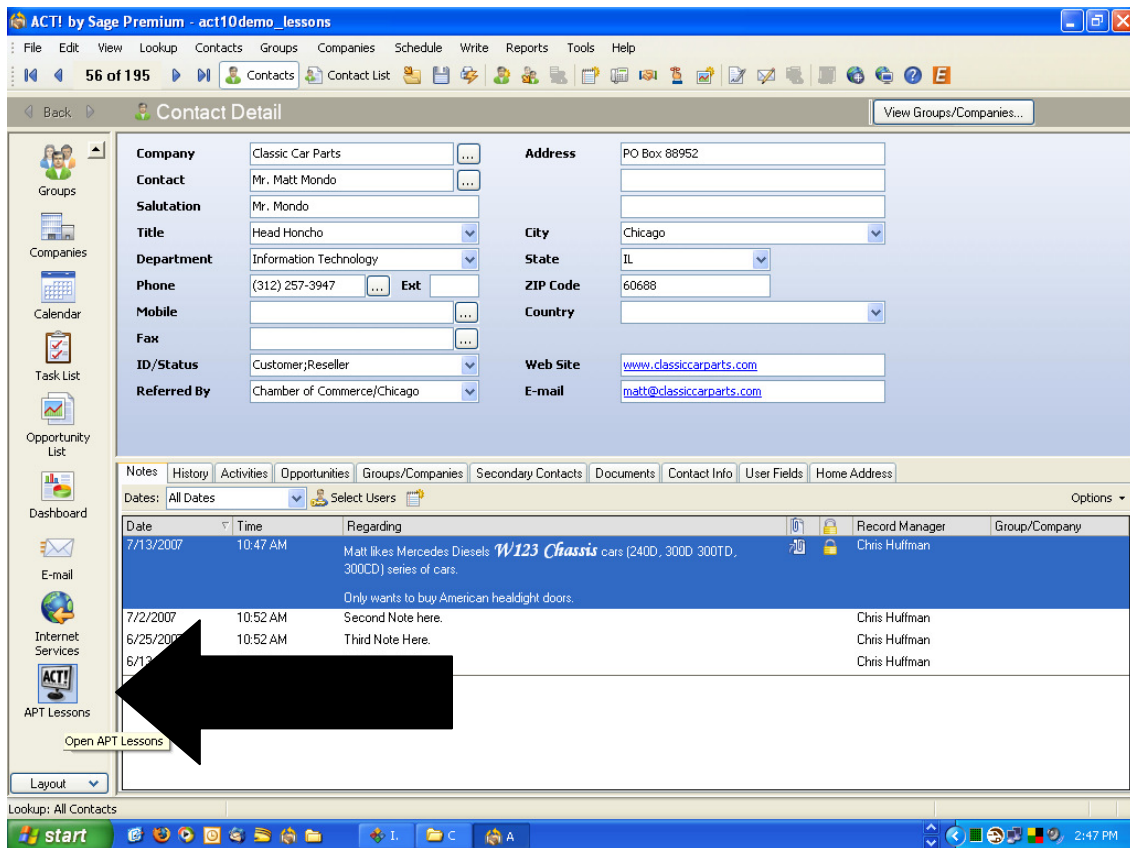 ACT! by Sage Premium - act10demo_lessons
File Edit View Lookup Contacts Groups Companies Schedule Write Reports Tools Help
56 of 195 Contacts Contact List
Back Contact Detail View Groups/Companies...
Groups
Companies
Calendar
Task List
Opportunity
List
Dashboard
E-mail
Internet
Services
ACT!
APT Lessons
Open APT Lessons
Layout
Company Classic Car Parts ... Address PO Box 88952
Contact Mr. Matt Mondo ...
Salutation Mr. Mondo
Title Head Honcho City Chicago
Department Information Technology State IL
Phone (312) 257-3947 ... Ext ZIP Code 60688
Mobile ... Country
Fax ...
ID/Status Customer;Reseller Web Site www.classiccarparts.com
Referred By Chamber of Commerce/Chicago E-mail matt@classiccarparts.com
Notes History Activities Opportunities Groups/Companies Secondary Contacts Documents Contact Info User Fields Home Address
Dates: All Dates Select Users Options
Date Time Regarding Record Manager Group/Company
7/13/2007 10:47 AM Matt likes Mercedes Diesels W123 Chassis cars (240D, 300D 300TD, Chris Huffman
300CD) series of cars.
Only wants to buy American healdight doors.
7/2/2007 10:52 AM Second Note here. Chris Huffman
6/25/2007 10:52 AM Third Note Here. Chris Huffman
Chris Huffman
Lookup: All Contacts
start I. C A 2:47 PM